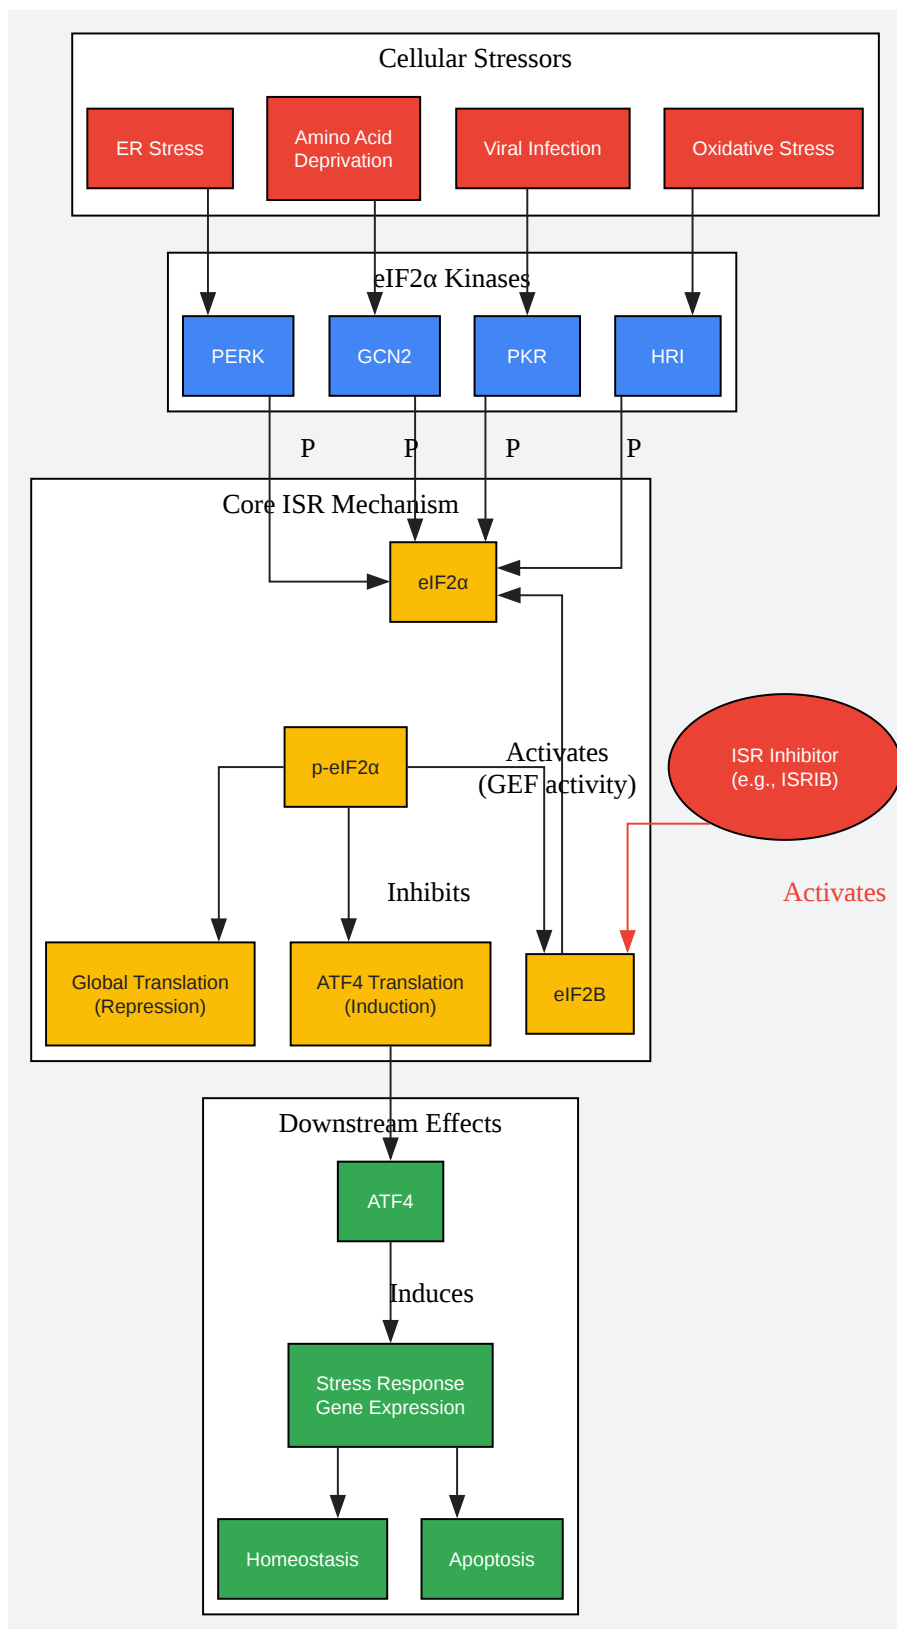 Cellular Stressors
ER Stress
Amino Acid
Deprivation
Viral Infection
Oxidative Stress
eIF2α Kinases
PERK
GCN2
PKR
HRI
P
P
P
P
Core ISR Mechanism
eIF2α
p-eIF2α
Activates
(GEF activity)
ISR Inhibitor
(e.g., ISRIB)
Inhibits
Activates
Global Translation
(Repression)
ATF4 Translation
(Induction)
eIF2B
Downstream Effects
ATF4
Induces
Stress Response
Gene Expression
Homeostasis
Apoptosis